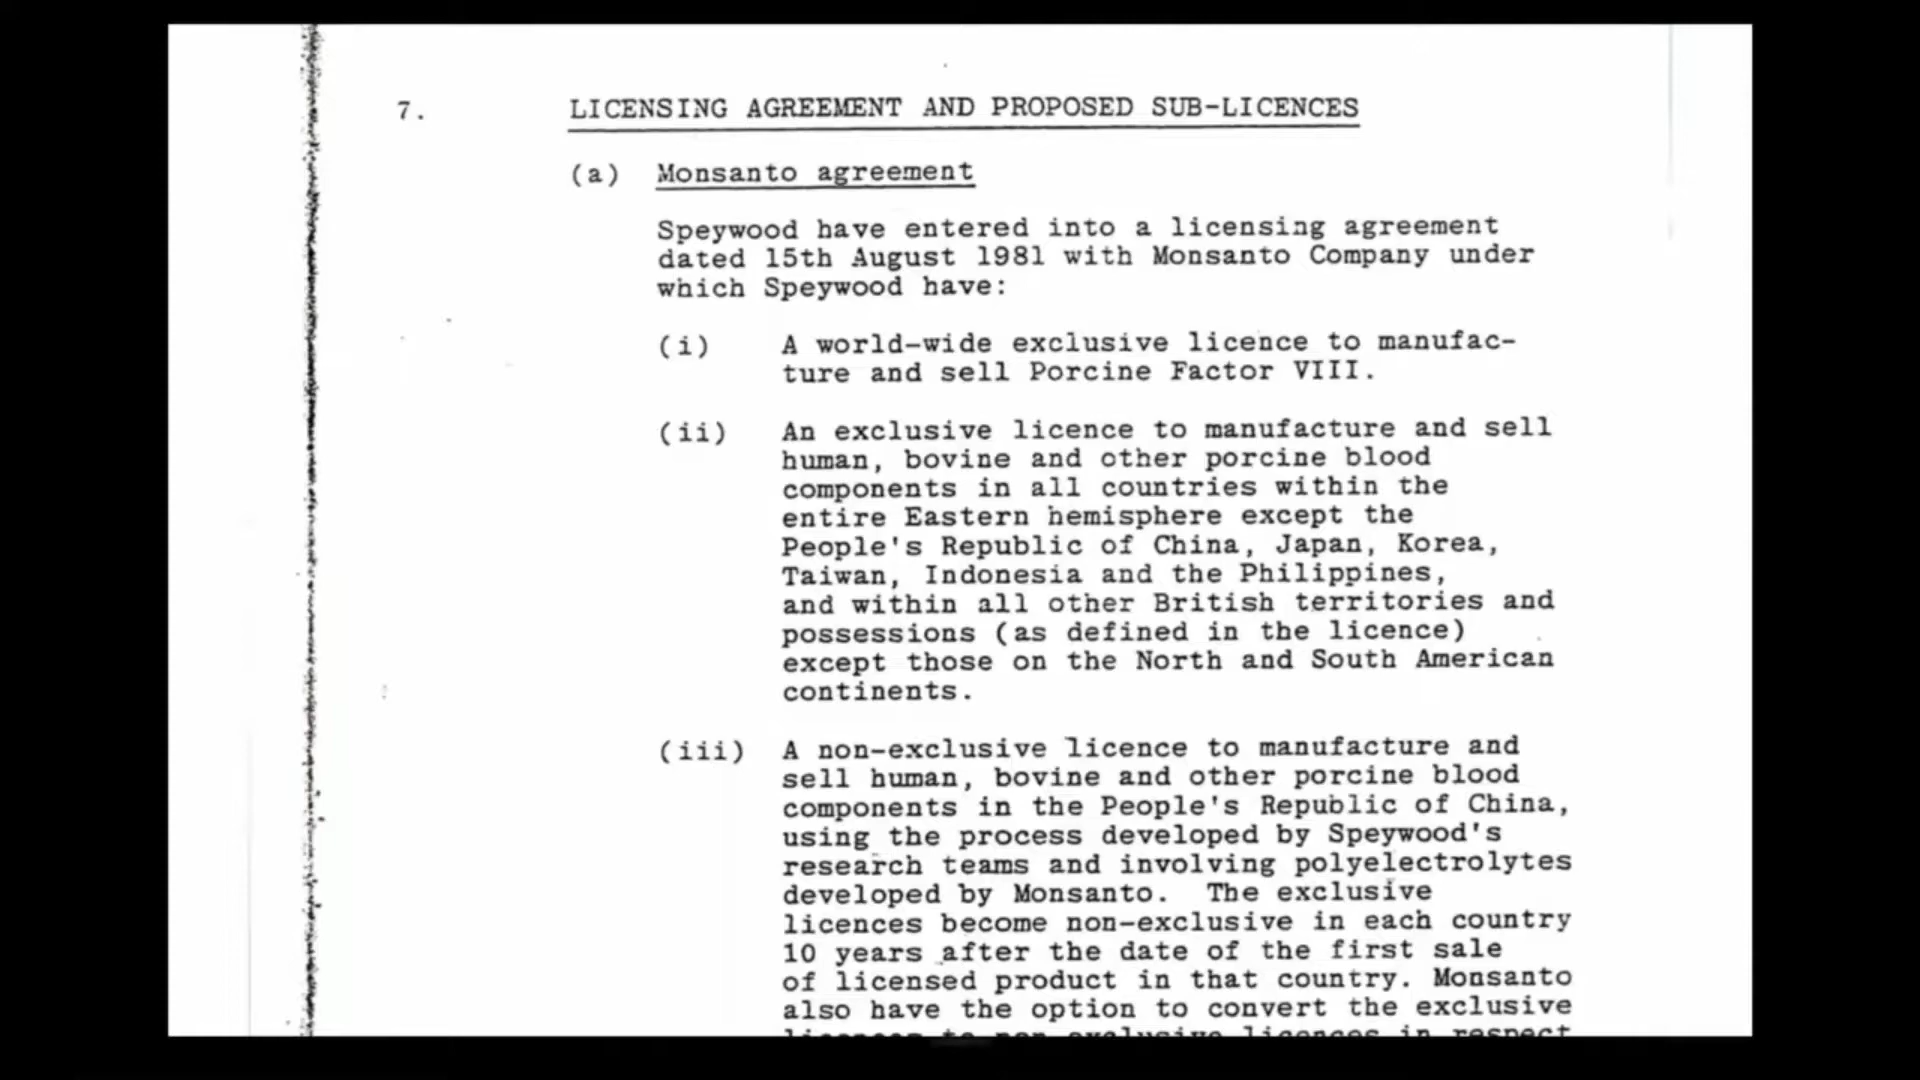 7. LICENSING AGREEMENT AND PROPOSED SUB-LICENCES
(a) Monsanto agreement
Speywood have entered into a licensing agreement
dated 15th August 1981 with Monsanto Company under
which Speywood have:
(i) A world-wide exclusive licence to manufac-
ture and sell Porcine Factor VIII.
(ii) An exclusive licence to manufacture and sell
human, bovine and other porcine blood
components in all countries within the
entire Eastern hemisphere except the
People's Republic of China, Japan, Korea,
Taiwan, Indonesia and the Philippines,
and within all other British territories and
possessions (as defined in the licence)
except those on the North and South American
continents.
(iii) A non-exclusive licence to manufacture and
sell human, bovine and other porcine blood
components in the People's Republic of China,
using the process developed by Speywood's
research teams and involving polyelectrolytes
developed by Monsanto. The exclusive
licences become non-exclusive in each country
10 years after the date of the first sale
of licensed product in that country. Monsanto
also have the option to convert the exclusive
licences to non exclusive licences in respect